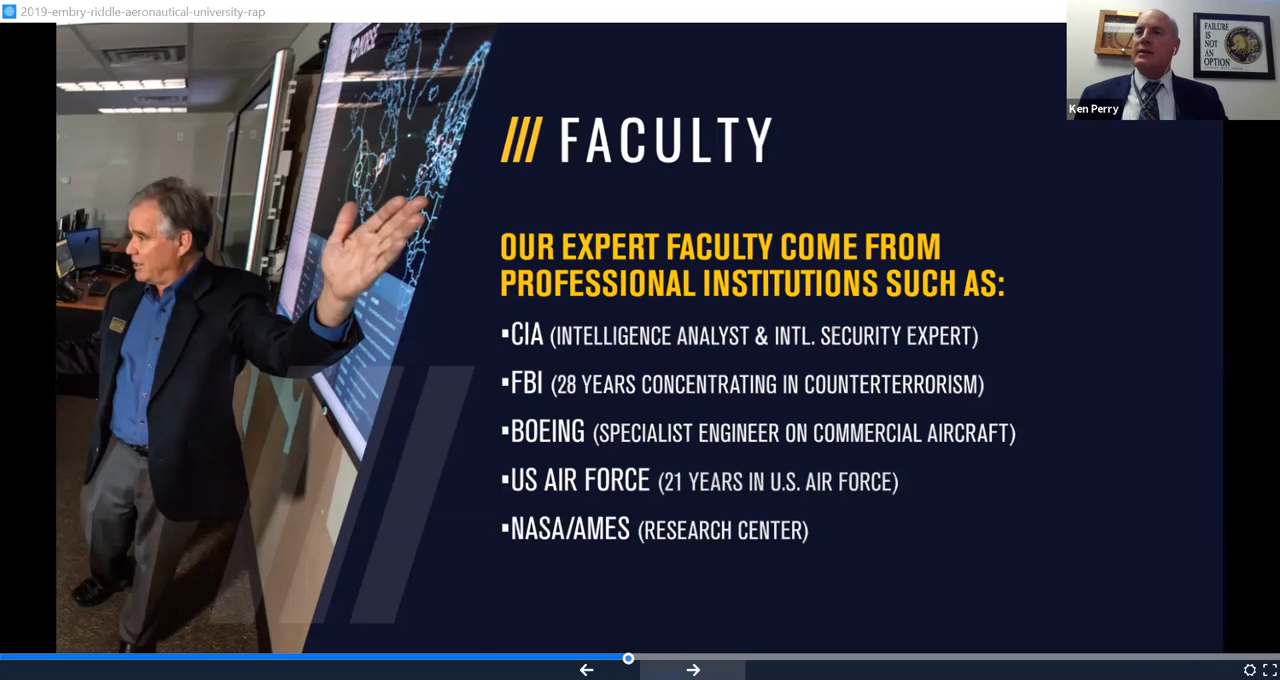 2019-embry-riddle-aeronautical-university-rap
FAILURE
IS
NOT
AN
OPTION
Ken Perry
/// FACULTY
OUR EXPERT FACULTY COME FROM
PROFESSIONAL INSTITUTIONS SUCH AS:
▪CIA (INTELLIGENCE ANALYST & INTL. SECURITY EXPERT)
▪FBI (28 YEARS CONCENTRATING IN COUNTERTERRORISM)
▪BOEING (SPECIALIST ENGINEER ON COMMERCIAL AIRCRAFT)
▪US AIR FORCE (21 YEARS IN U.S. AIR FORCE)
▪NASA/AMES (RESEARCH CENTER)